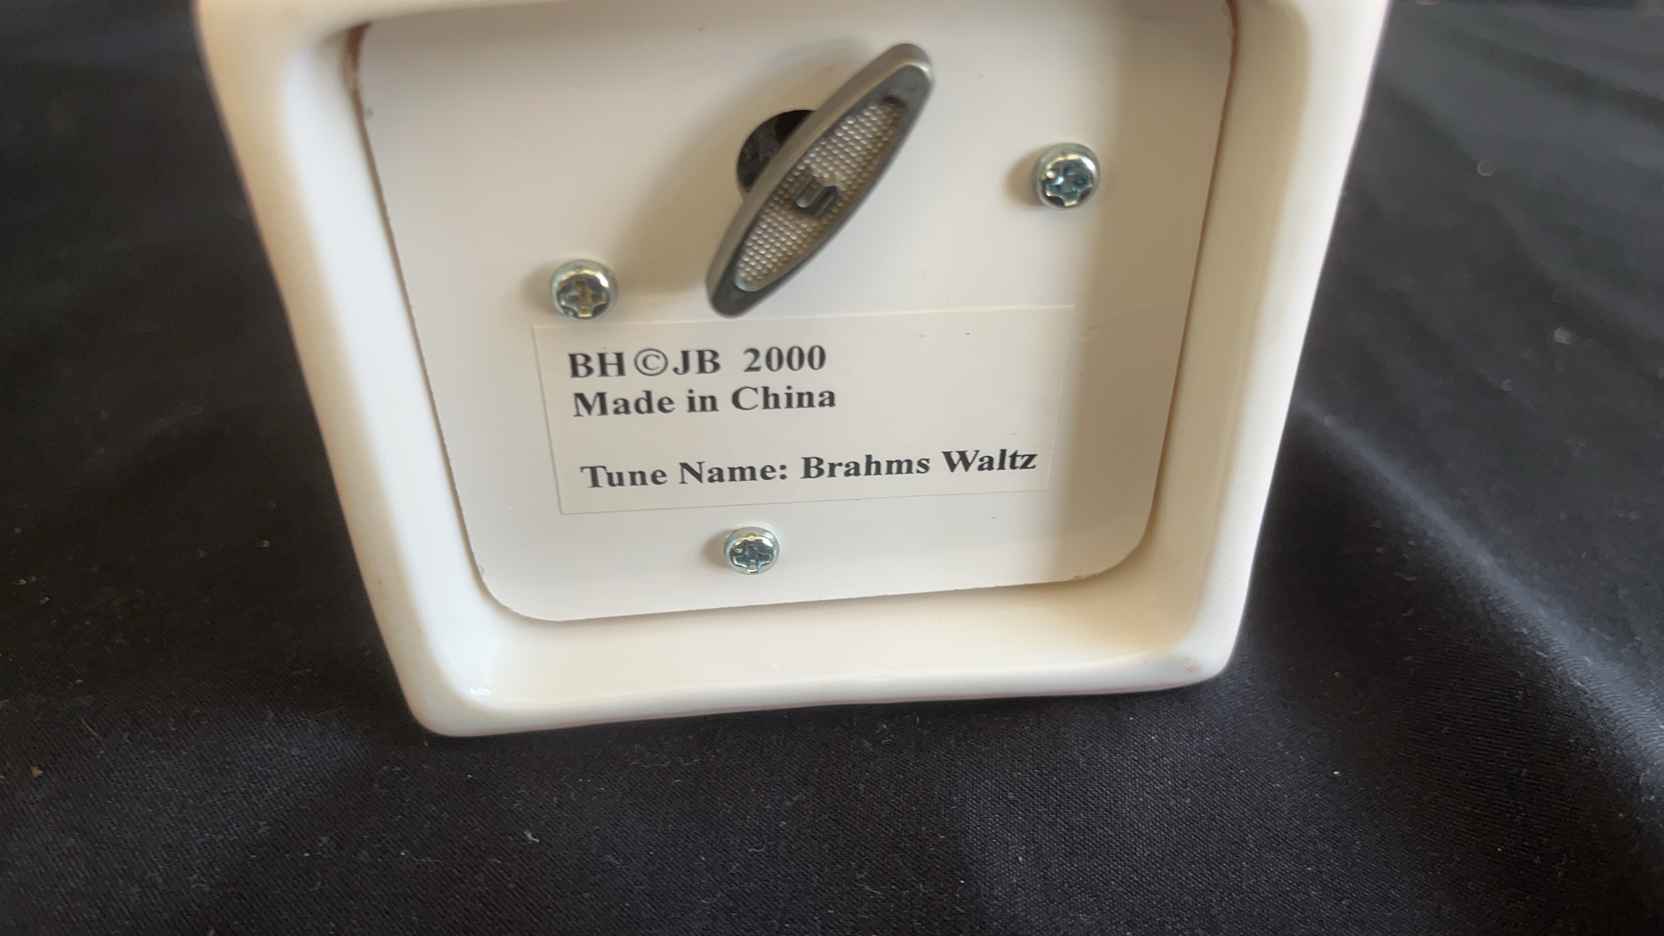 BH©JB 2000
Made in China
Tune Name: Brahms Waltz